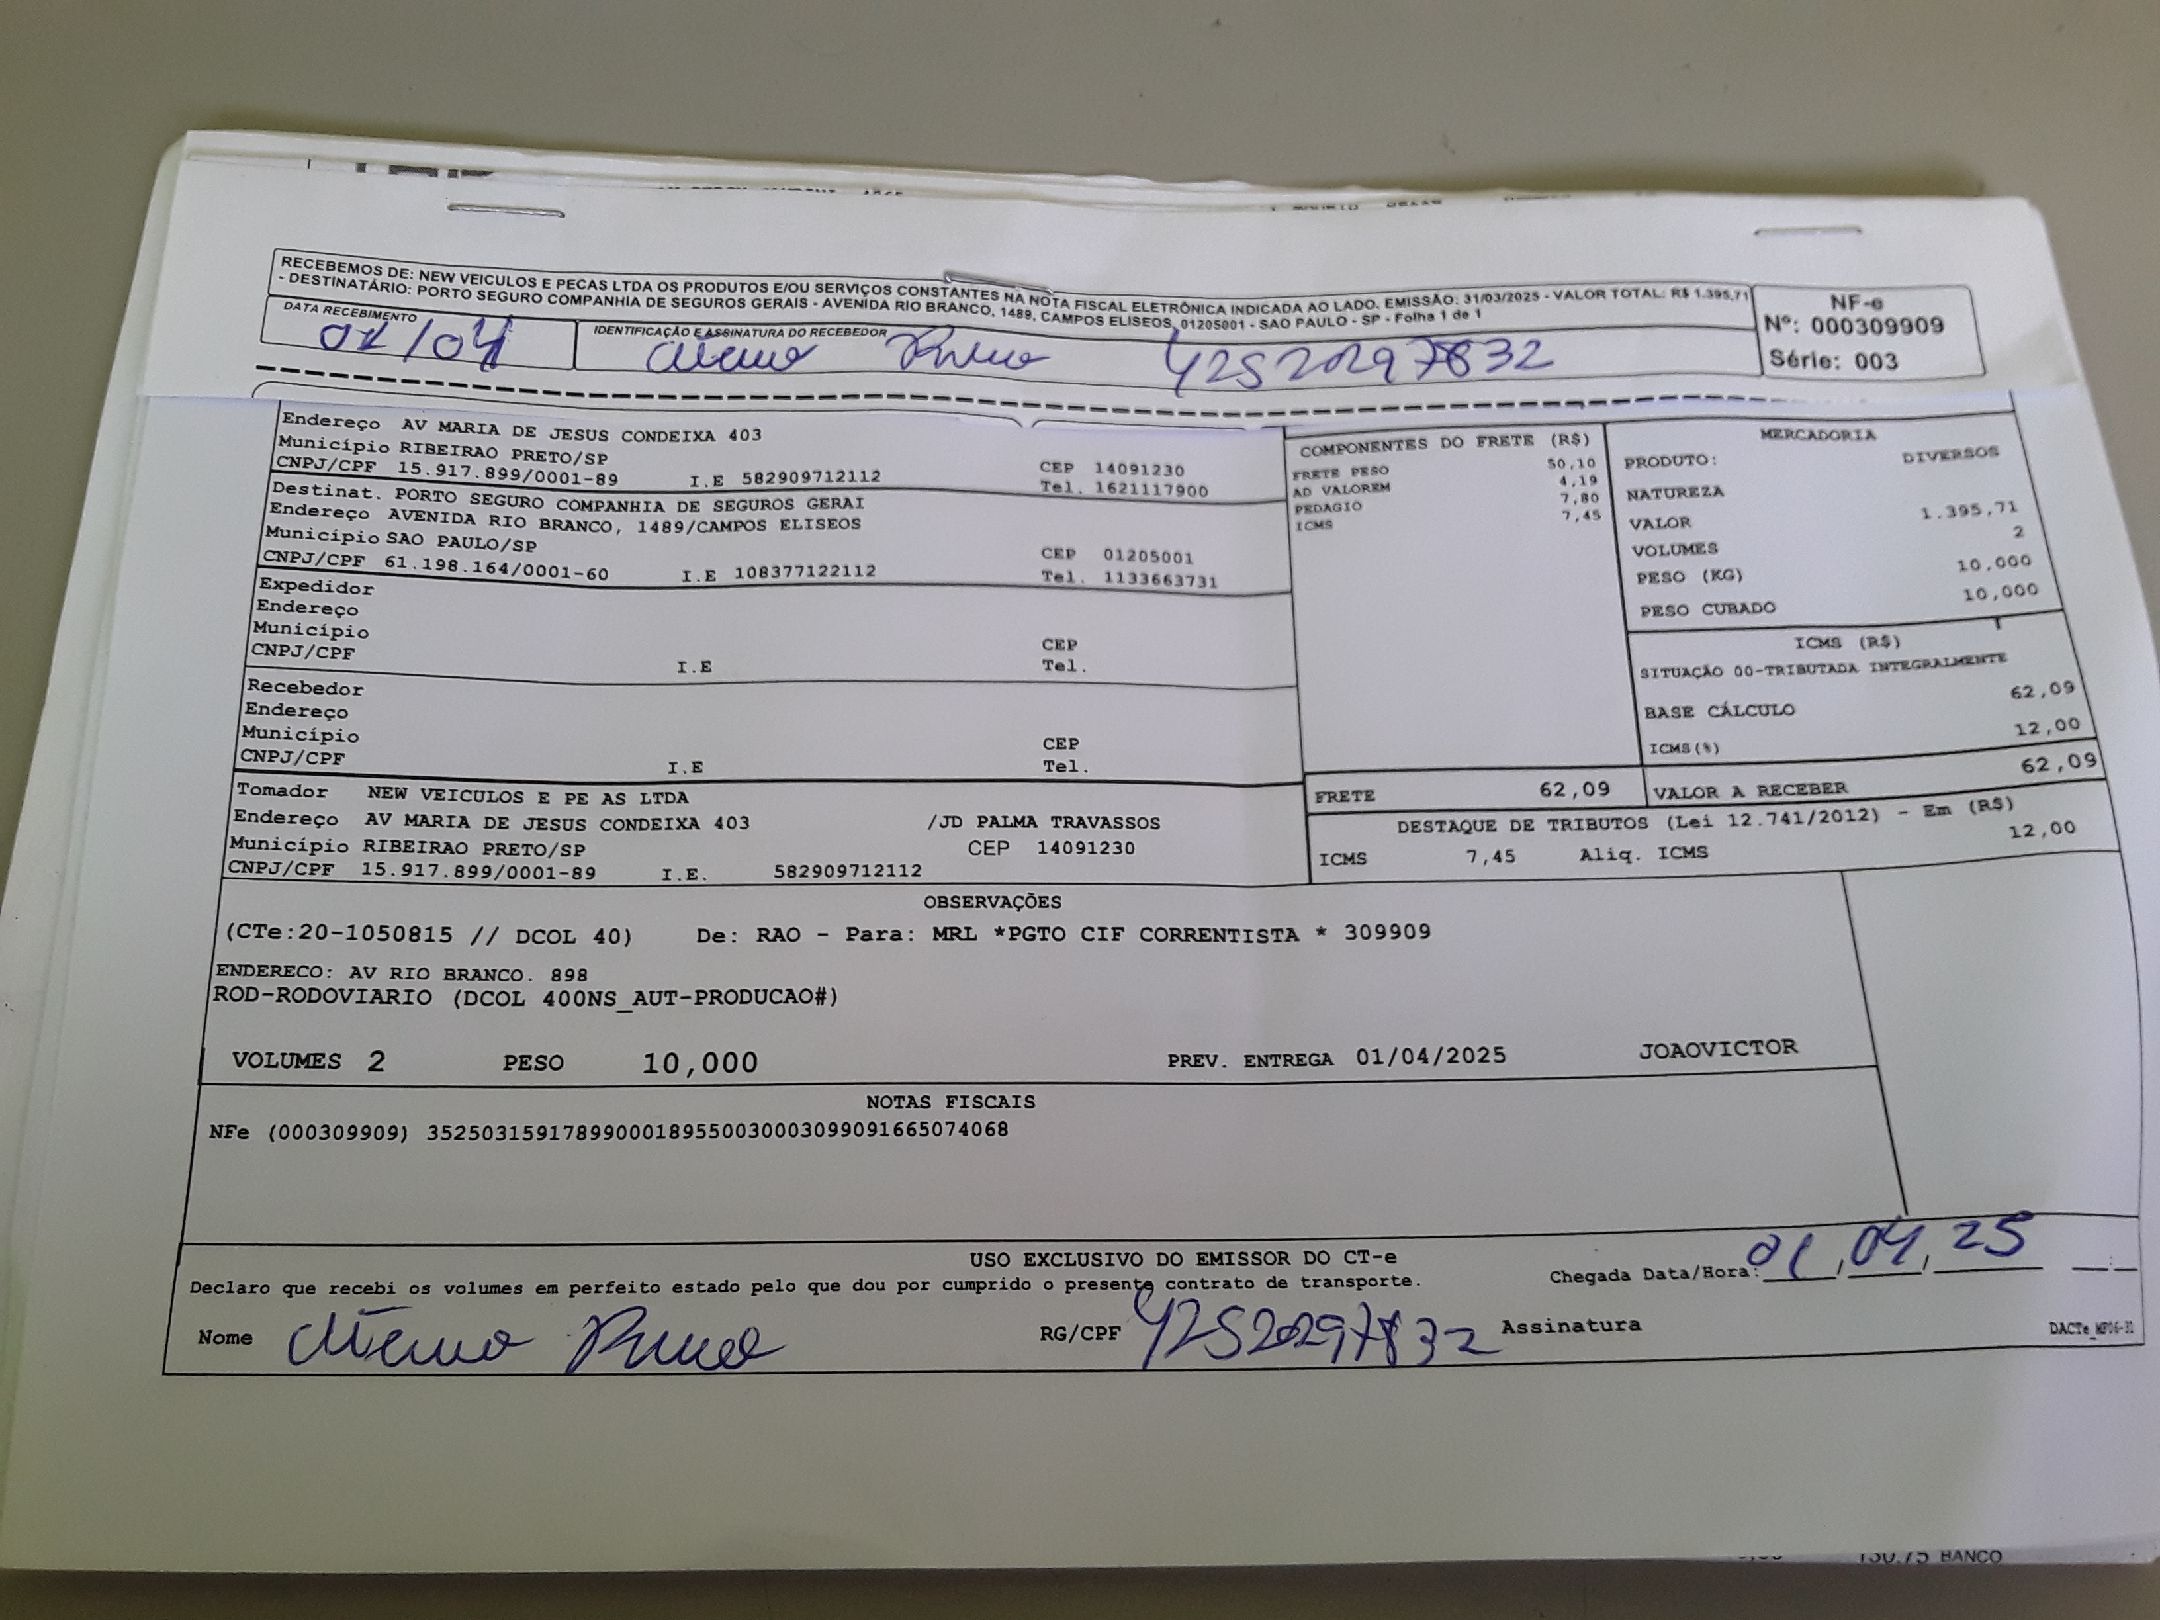 RECEBEMOS DE: NEW VEICULOS E PECAS LTDA OS PRODUTOS E/OU SERVIÇOS CONSTANTES NA NOTA FISCAL ELETRÔNICA INDICADA AO LADO. EMISSÃO: 31/03/2025 - VALOR TOTAL: R$ 1.395,71
- DESTINATÁRIO: PORTO SEGURO COMPANHIA DE SEGUROS GERAIS - AVENIDA RIO BRANCO, 1489, CAMPOS ELISEOS, 01205001 - SAO PAULO - SP - Folha 1 de 1
NF-e
Nº: 000309909
Série: 003
DATA RECEBIMENTO
01/04
IDENTIFICAÇÃO E ASSINATURA DO RECEBEDOR
42520297832
Endereço AV MARIA DE JESUS CONDEIXA 403
Município RIBEIRAO PRETO/SP CEP 14091230
CNPJ/CPF 15.917.899/0001-89 I.E 582909712112 Tel. 1621117900
Destinat. PORTO SEGURO COMPANHIA DE SEGUROS GERAI
Endereço AVENIDA RIO BRANCO, 1489/CAMPOS ELISEOS
Município SAO PAULO/SP CEP 01205001
CNPJ/CPF 61.198.164/0001-60 I.E 108377122112 Tel. 1133663731
Expedidor
Endereço
Município CEP
CNPJ/CPF I.E Tel.
Recebedor
Endereço
Município CEP
CNPJ/CPF I.E Tel.
Tomador NEW VEICULOS E PE AS LTDA
Endereço AV MARIA DE JESUS CONDEIXA 403 /JD PALMA TRAVASSOS
Município RIBEIRAO PRETO/SP CEP 14091230
CNPJ/CPF 15.917.899/0001-89 I.E. 582909712112
COMPONENTES DO FRETE (R$)
FRETE PESO 50,10
AD VALOREM 4,19
PEDAGIO 7,80
ICMS 7,45
MERCADORIA
PRODUTO: DIVERSOS
NATUREZA
VALOR 1.395,71
VOLUMES 2
PESO (KG) 10,000
PESO CUBADO 10,000
ICMS (R$)
SITUAÇÃO 00-TRIBUTADA INTEGRALMENTE
BASE CÁLCULO 62,09
ICMS(%) 12,00
FRETE 62,09 VALOR A RECEBER 62,09
DESTAQUE DE TRIBUTOS (Lei 12.741/2012) - Em (R$)
ICMS 7,45 Aliq. ICMS 12,00
OBSERVAÇÕES
(CTe:20-1050815 // DCOL 40) De: RAO - Para: MRL *PGTO CIF CORRENTISTA * 309909
ENDERECO: AV RIO BRANCO. 898
ROD-RODOVIARIO (DCOL 400NS_AUT-PRODUCAO#)
VOLUMES 2 PESO 10,000 PREV. ENTREGA 01/04/2025 JOAOVICTOR
NOTAS FISCAIS
NFe (000309909) 35250315917899000189550030003099091665074068
USO EXCLUSIVO DO EMISSOR DO CT-e
Declaro que recebi os volumes em perfeito estado pelo que dou por cumprido o presente contrato de transporte.
Chegada Data/Hora: 01,04,25 __:__
Nome
RG/CPF 42520297832 Assinatura
DACTe_MP06-31
130,75 BANCO